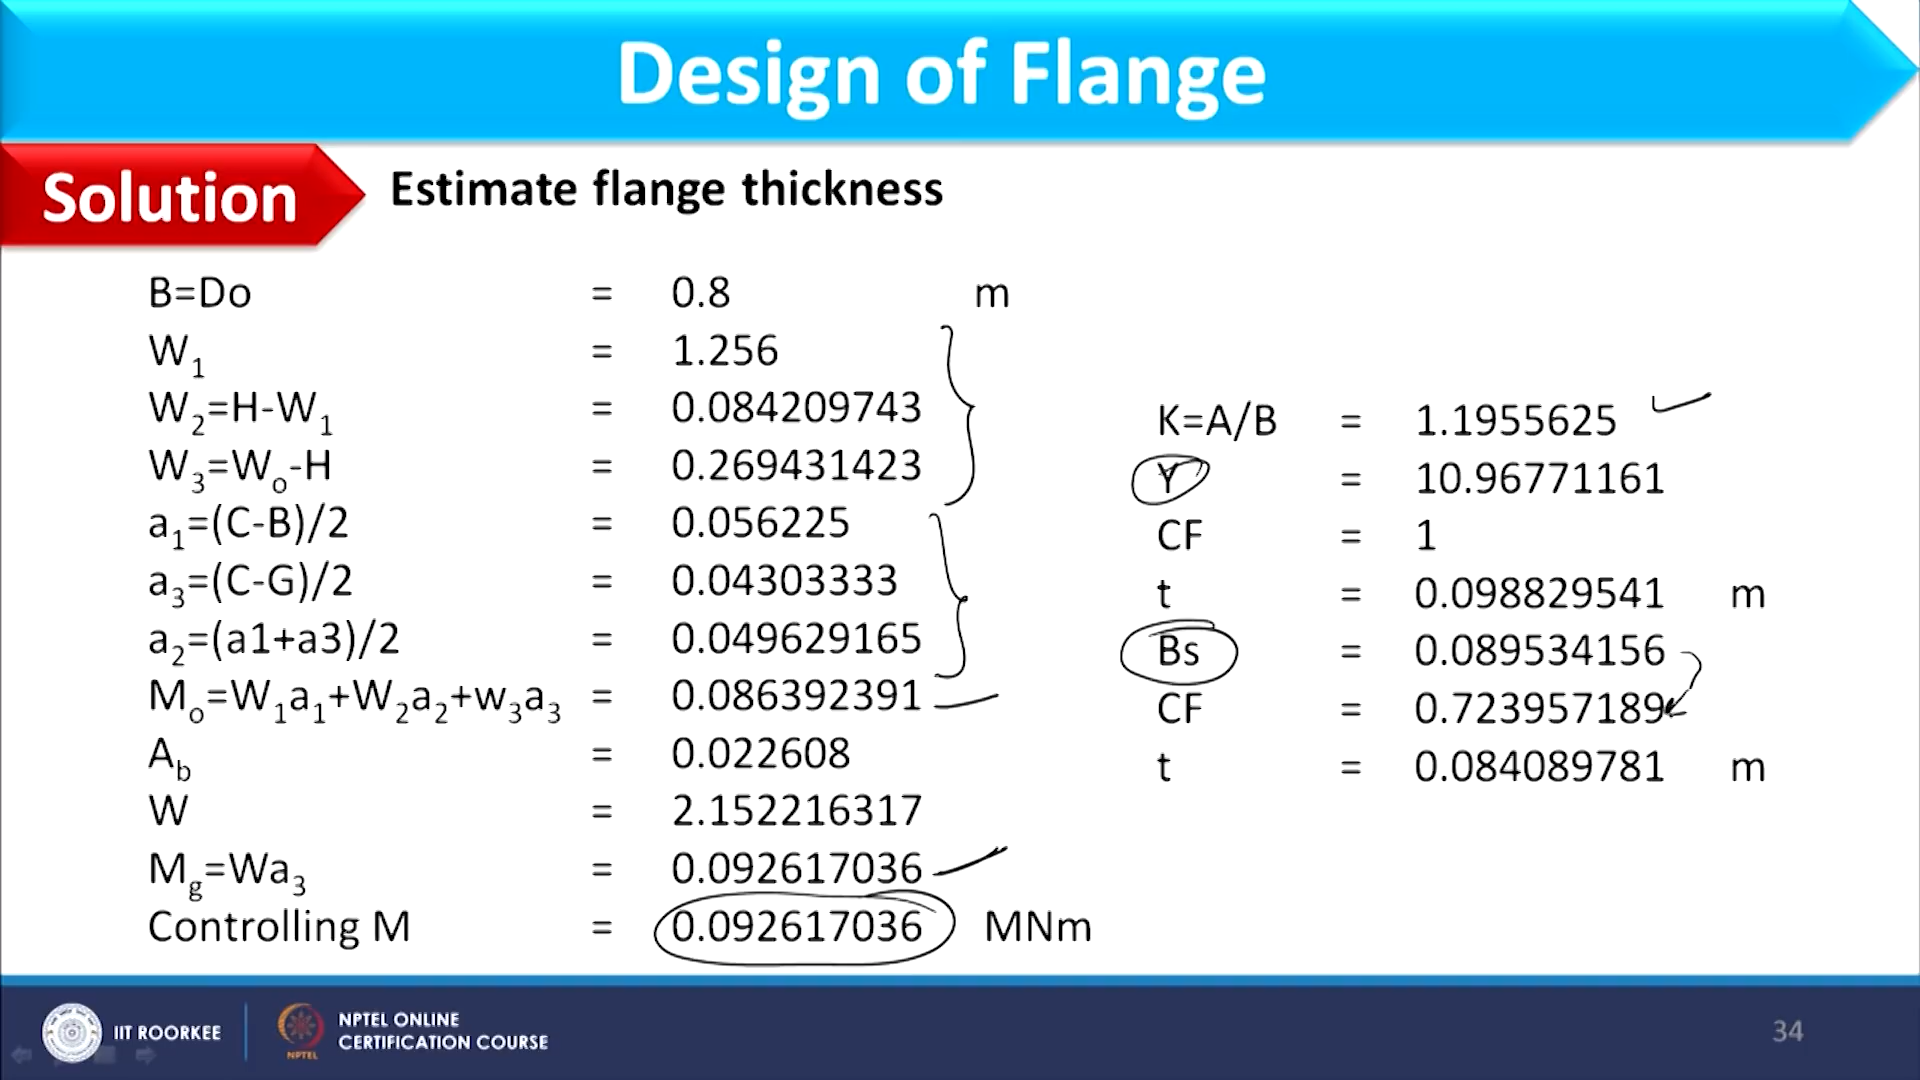 Design of Flange
Solution
Estimate flange thickness
B=Do = 0.8 m
W1 = 1.256
W2=H-W1 = 0.084209743
W3=Wo-H = 0.269431423
a1=(C-B)/2 = 0.056225
a3=(C-G)/2 = 0.04303333
a2=(a1+a3)/2 = 0.049629165
Mo=W1a1+W2a2+w3a3 = 0.086392391
Ab = 0.022608
W = 2.152216317
Mg=Wa3 = 0.092617036
Controlling M = 0.092617036 MNm
K=A/B = 1.1955625
Y = 10.96771161
CF = 1
t = 0.098829541 m
Bs = 0.089534156
CF = 0.723957189
t = 0.084089781 m
IIT ROORKEE
NPTEL
NPTEL ONLINE
CERTIFICATION COURSE
34